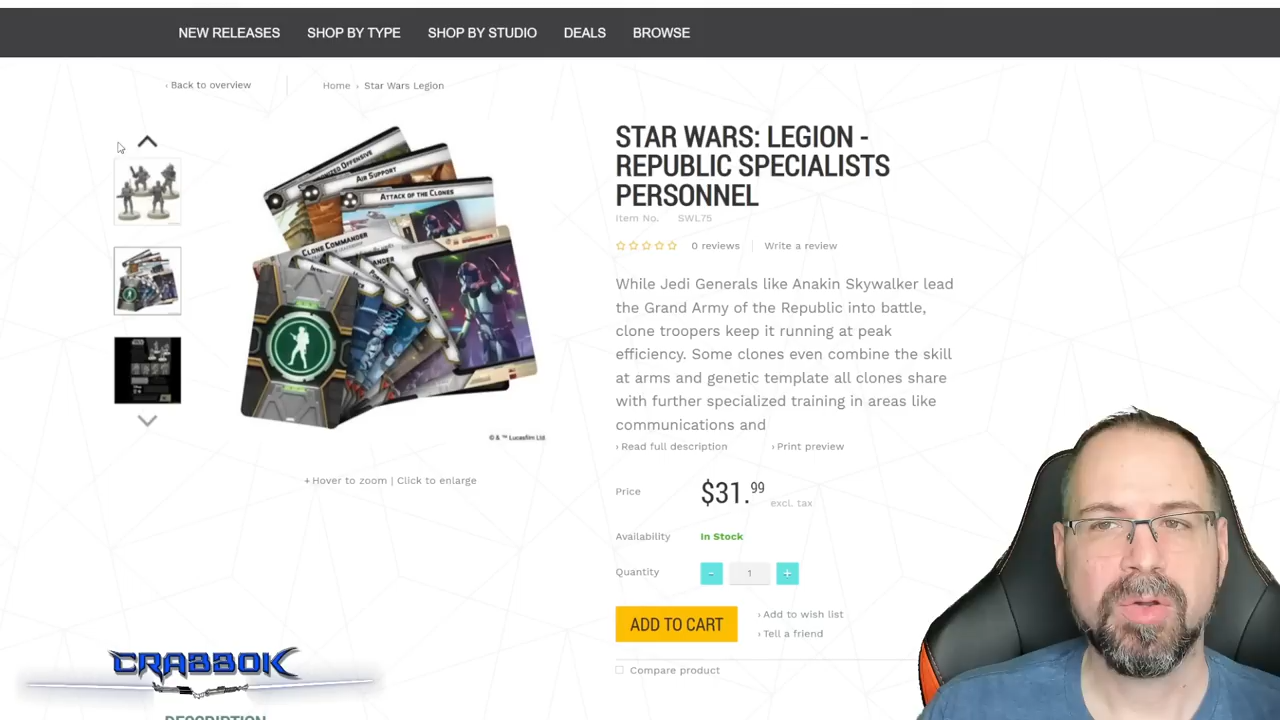 NEW RELEASES SHOP BY TYPE SHOP BY STUDIO DEALS BROWSE
› Back to overview
Home › Star Wars Legion
OFFENSIVE
AIR SUPPORT
ATTACK OF THE CLONES
CLONE COMMANDER
© & ™ Lucasfilm Ltd.
+ Hover to zoom | Click to enlarge
STAR WARS: LEGION -
REPUBLIC SPECIALISTS
PERSONNEL
Item No. SWL75
0 reviews Write a review
While Jedi Generals like Anakin Skywalker lead
the Grand Army of the Republic into battle,
clone troopers keep it running at peak
efficiency. Some clones even combine the skill
at arms and genetic template all clones share
with further specialized training in areas like
communications and
› Read full description › Print preview
Price $31.99 excl. tax
Availability In Stock
Quantity - 1 +
ADD TO CART
› Add to wish list
› Tell a friend
Compare product
CRABBOK
DESCRIPTION